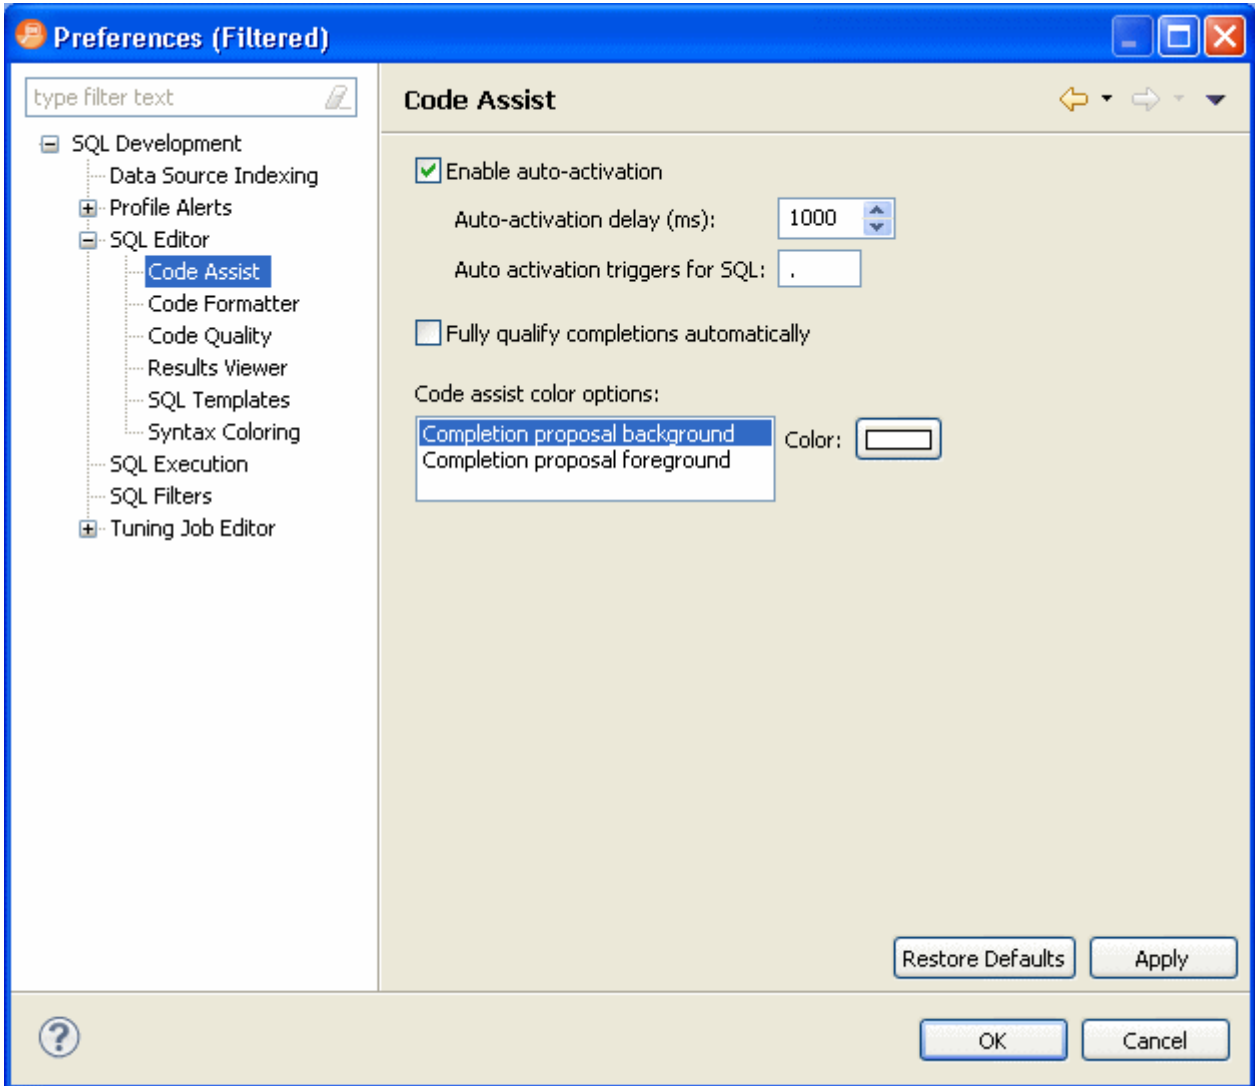 Preferences (Filtered)
type filter text
SQL Development
Data Source Indexing
Profile Alerts
SQL Editor
Code Assist
Code Formatter
Code Quality
Results Viewer
SQL Templates
Syntax Coloring
SQL Execution
SQL Filters
Tuning Job Editor
Code Assist
Enable auto-activation
Auto-activation delay (ms): 1000
Auto activation triggers for SQL: .
Fully qualify completions automatically
Code assist color options:
Completion proposal background
Color:
Completion proposal foreground
Restore Defaults Apply
? OK Cancel